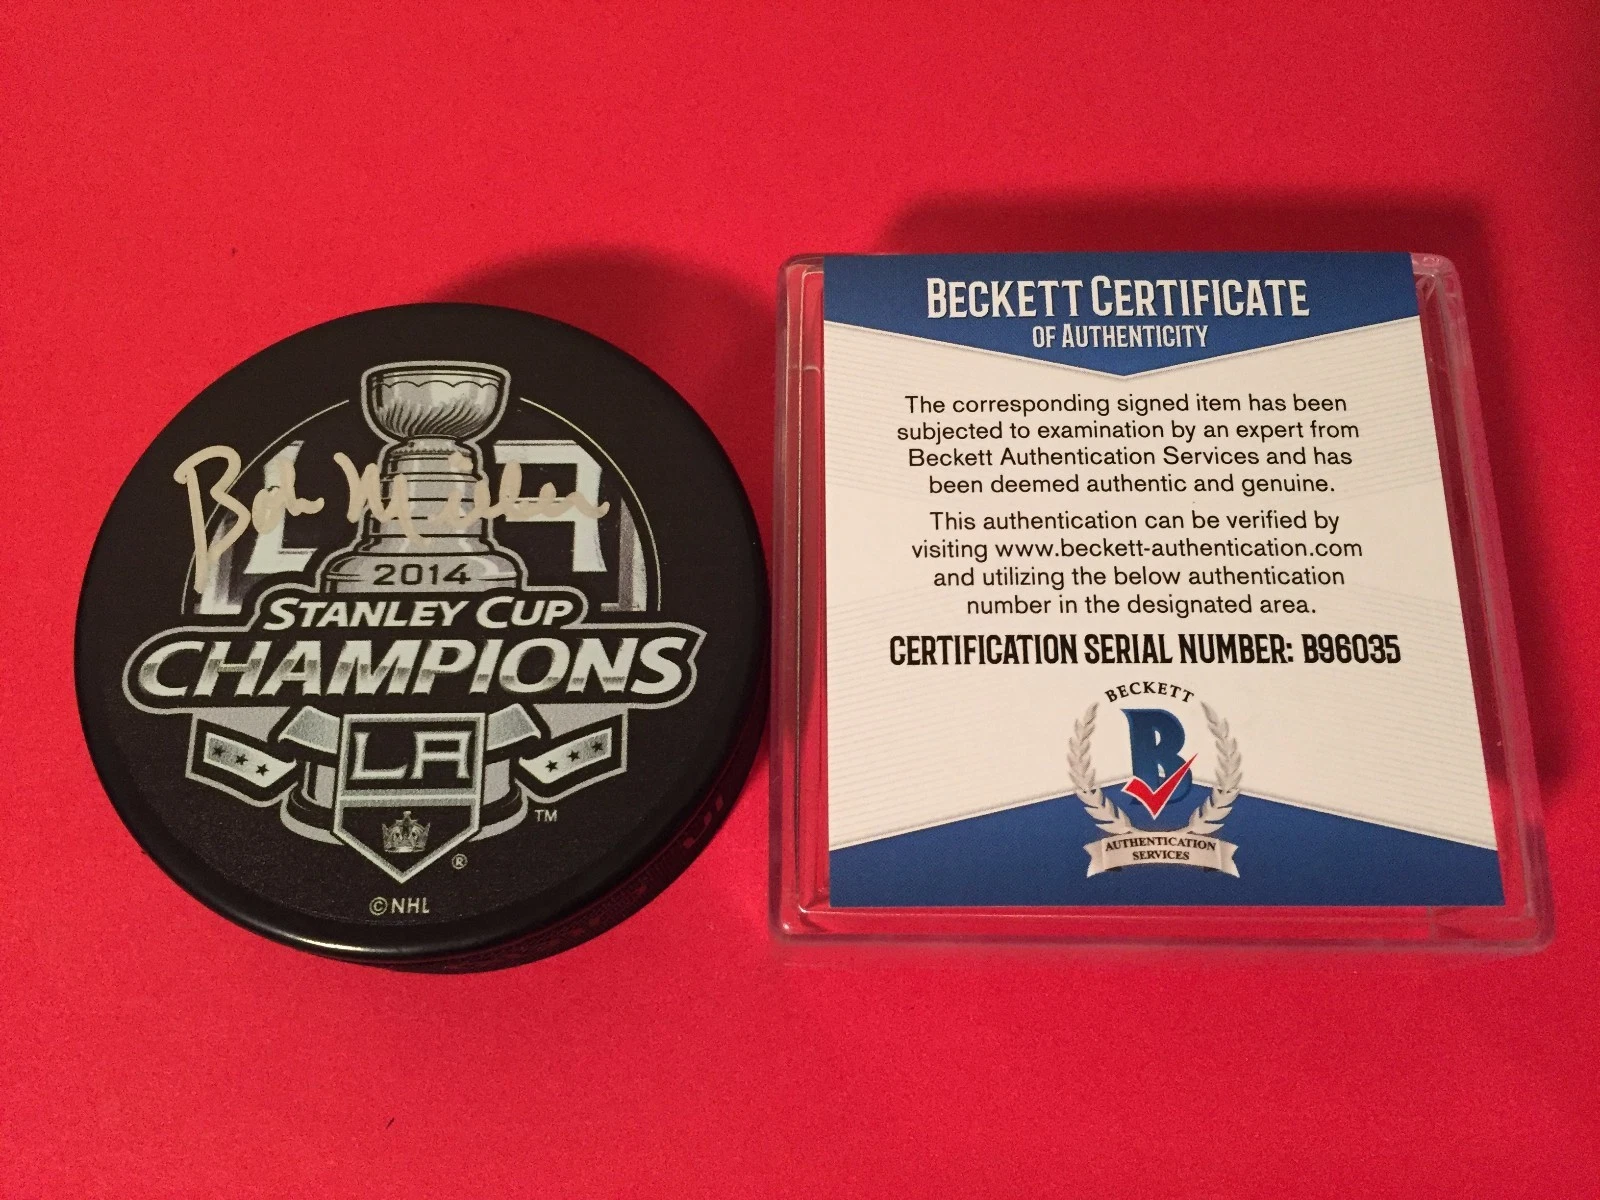 Bob Miller
LA
2014
STANLEY CUP
CHAMPIONS
LA
TM
®
©NHL
BECKETT CERTIFICATE
OF AUTHENTICITY
The corresponding signed item has been
subjected to examination by an expert from
Beckett Authentication Services and has
been deemed authentic and genuine.
This authentication can be verified by
visiting www.beckett-authentication.com
and utilizing the below authentication
number in the designated area.
CERTIFICATION SERIAL NUMBER: B96035
BECKETT
B
AUTHENTICATION
SERVICES